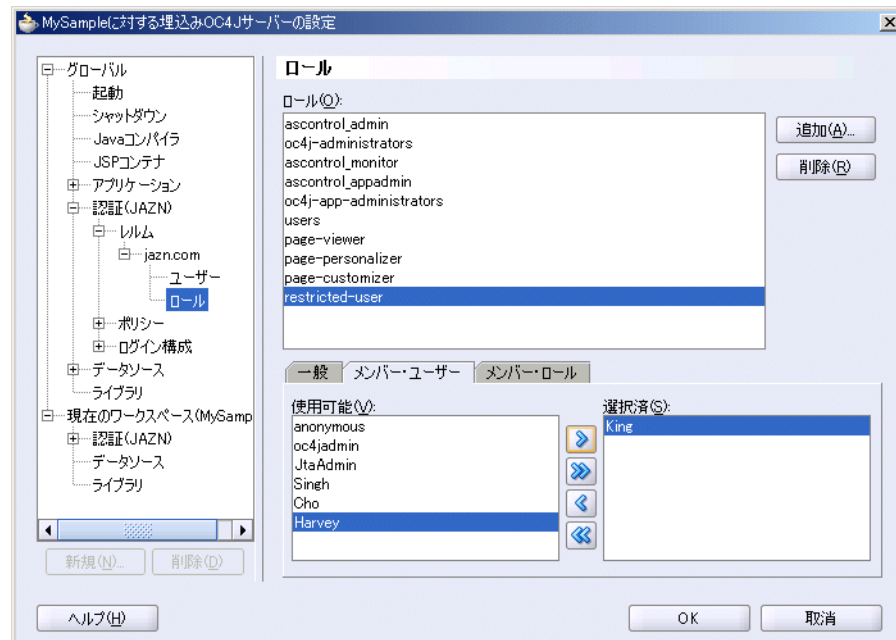 MySampleに対する埋込みOC4Jサーバーの設定
グローバル
起動
シャットダウン
Javaコンパイラ
JSPコンテナ
アプリケーション
認証(JAZN)
レルム
jazn.com
ユーザー
ロール
ポリシー
ログイン構成
データソース
ライブラリ
現在のワークスペース(MySamp
認証(JAZN)
データソース
ライブラリ
新規(N)...
削除(D)
ロール
ロール(O):
ascontrol_admin
oc4j-administrators
ascontrol_monitor
ascontrol_appadmin
oc4j-app-administrators
users
page-viewer
page-personalizer
page-customizer
restricted-user
追加(A)...
削除(R)
一般
メンバー・ユーザー
メンバー・ロール
使用可能(V):
anonymous
oc4jadmin
JtaAdmin
Singh
Cho
Harvey
選択済(S):
King
ヘルプ(H)
OK
取消